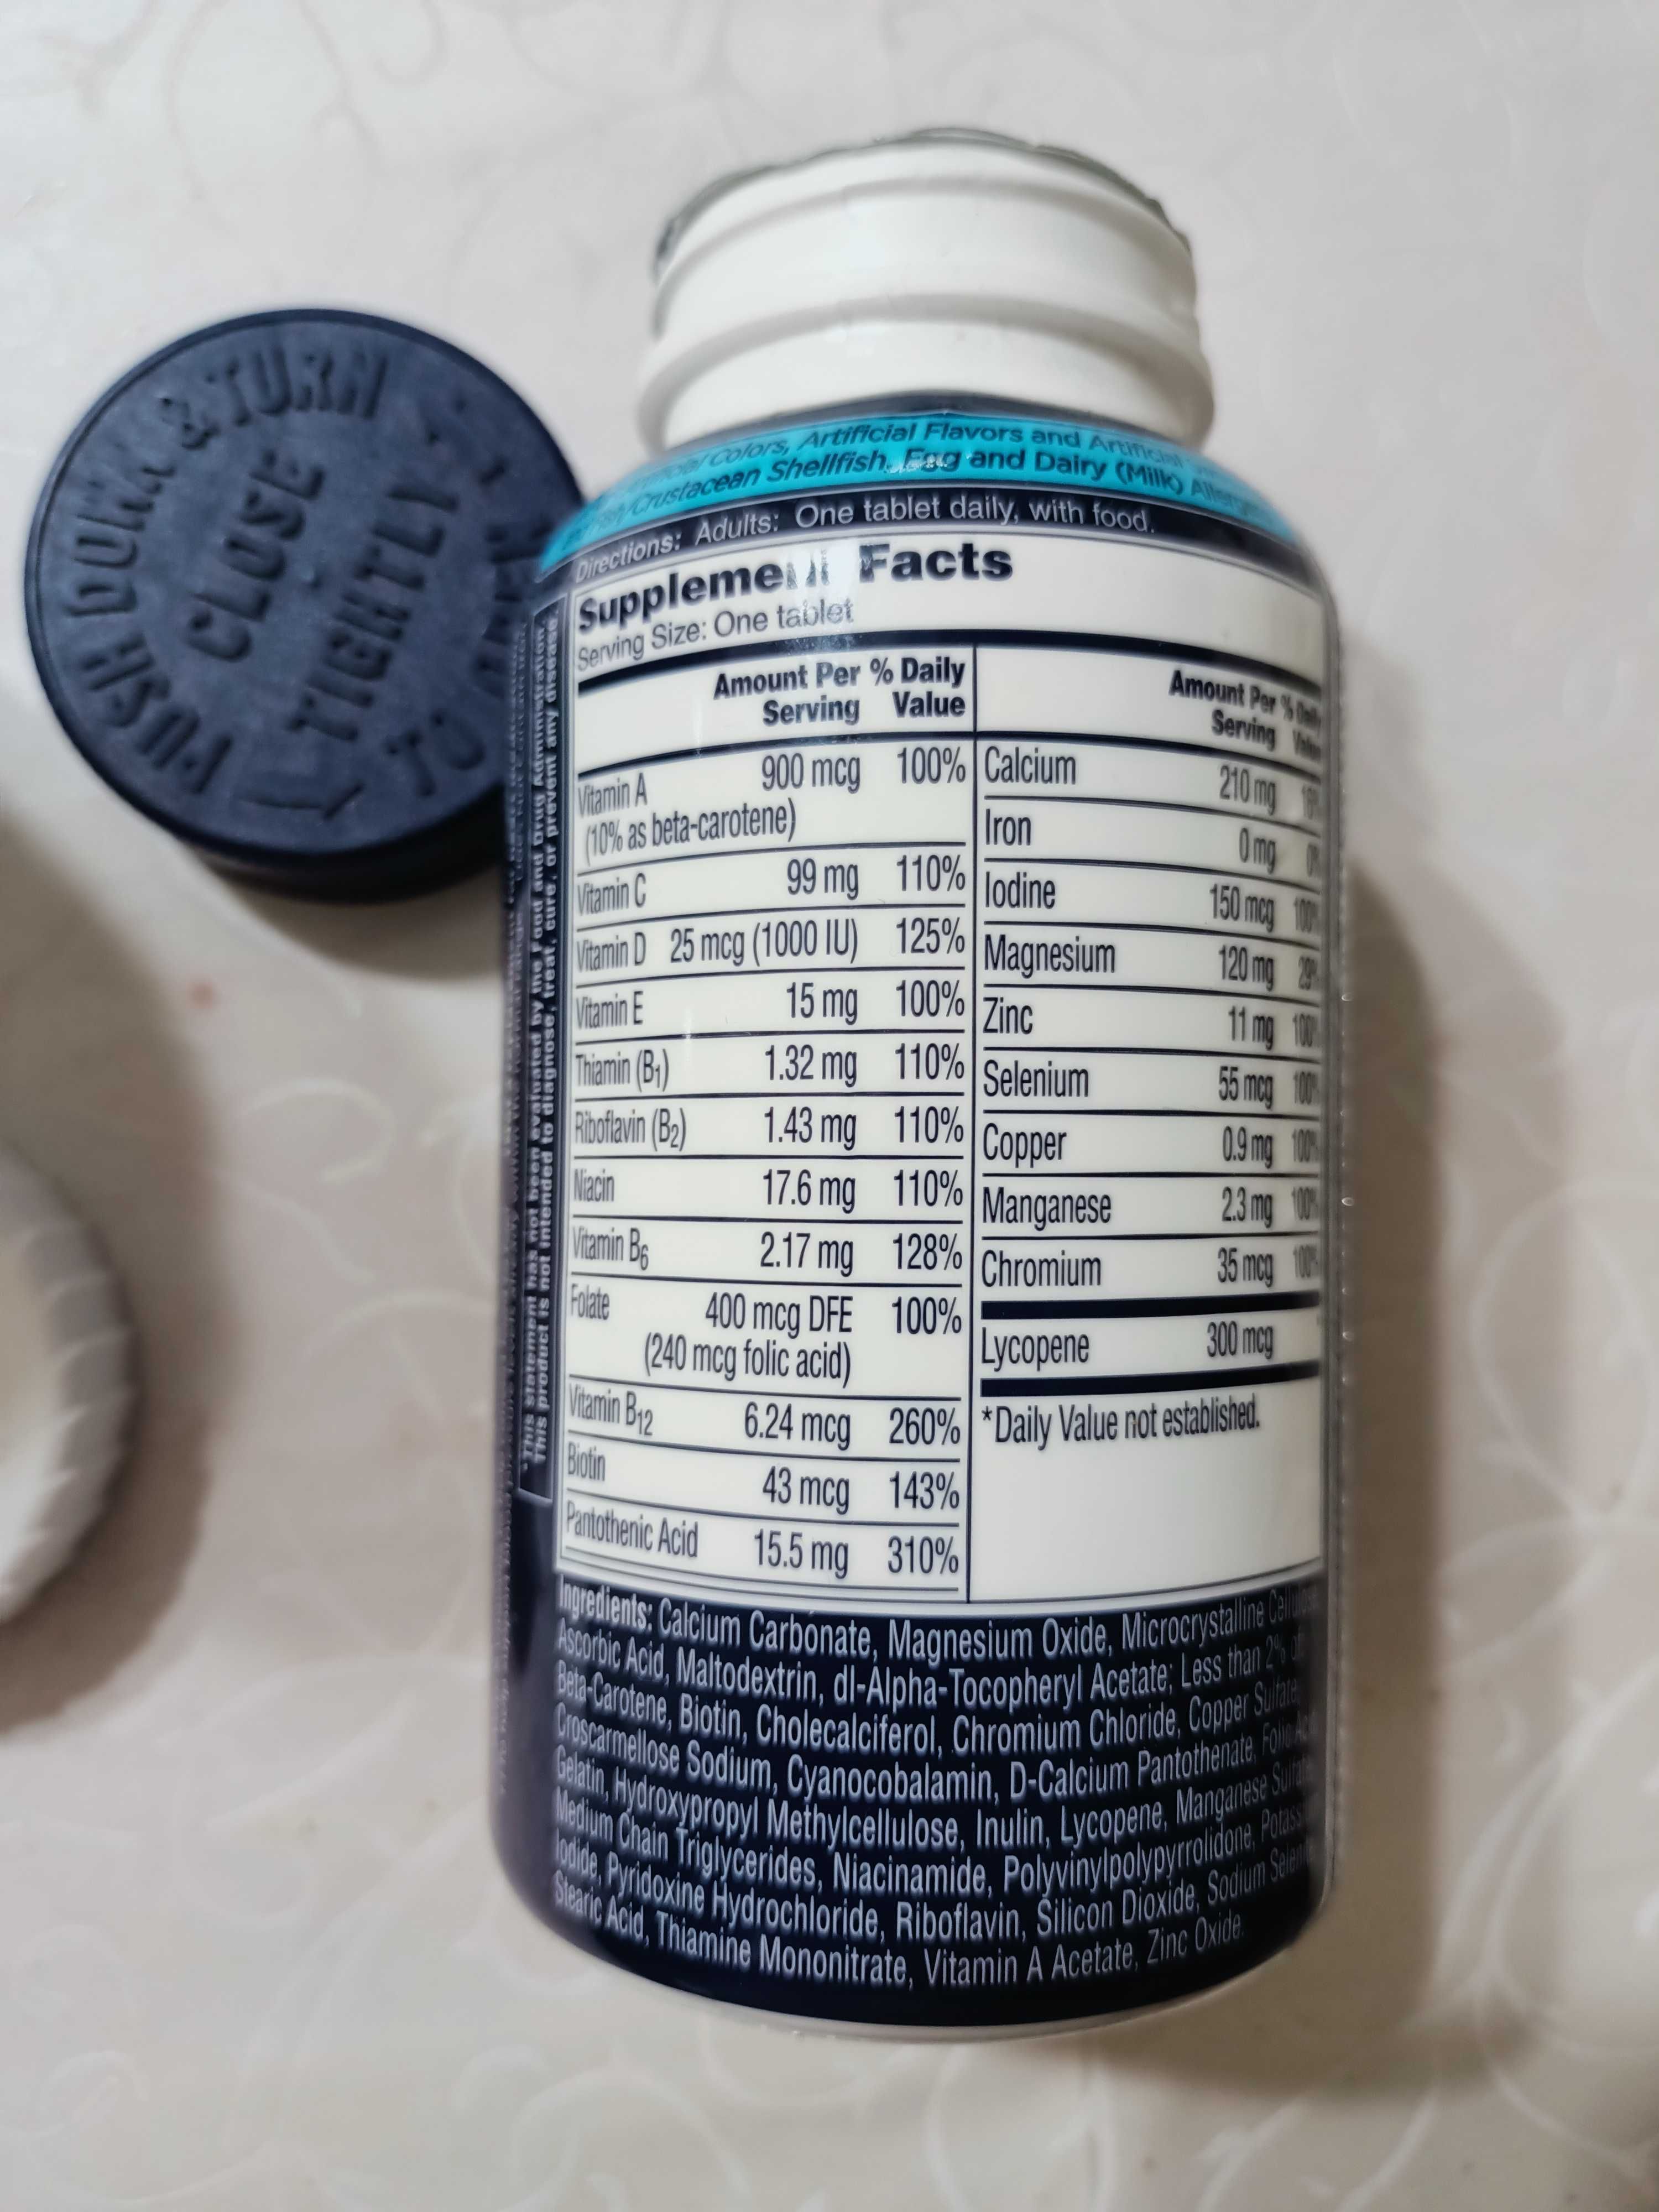 PUSH DOWN & TURN
CLOSE
TIGHTLY
TO
Colors, Artificial Flavors and Artificial
Crustacean Shellfish, Egg and Dairy (Milk)
Directions: Adults: One tablet daily, with food.
Supplement Facts
Serving Size: One tablet
Amount Per % Daily
Serving Value
Vitamin A 900 mcg 100%
(10% as beta-carotene)
Vitamin C 99 mg 110%
Vitamin D 25 mcg (1000 IU) 125%
Vitamin E 15 mg 100%
Thiamin (B1) 1.32 mg 110%
Riboflavin (B2) 1.43 mg 110%
Niacin 17.6 mg 110%
Vitamin B6 2.17 mg 128%
Folate 400 mcg DFE 100%
(240 mcg folic acid)
Vitamin B12 6.24 mcg 260%
Biotin 43 mcg 143%
Pantothenic Acid 15.5 mg 310%
Amount Per % Daily
Serving Value
Calcium 210 mg
Iron 0 mg
Iodine 150 mcg 100%
Magnesium 120 mg 29%
Zinc 11 mg 100%
Selenium 55 mcg 100%
Copper 0.9 mg 100%
Manganese 2.3 mg 100%
Chromium 35 mcg 100%
Lycopene 300 mcg
*Daily Value not established.
Ingredients: Calcium Carbonate, Magnesium Oxide, Microcrystalline
Ascorbic Acid, Maltodextrin, dl-Alpha-Tocopheryl Acetate; Less than 2%
Beta-Carotene, Biotin, Cholecalciferol, Chromium Chloride, Copper Sulfate,
Croscarmellose Sodium, Cyanocobalamin, D-Calcium Pantothenate,
Gelatin, Hydroxypropyl Methylcellulose, Inulin, Lycopene, Manganese
Medium Chain Triglycerides, Niacinamide, Polyvinylpolypyrrolidone,
Iodide, Pyridoxine Hydrochloride, Riboflavin, Silicon Dioxide, Sodium
Stearic Acid, Thiamine Mononitrate, Vitamin A Acetate, Zinc Oxide.
This statement has not been evaluated by the Food and Drug Administration.
This product is not intended to diagnose, treat, cure, or prevent any disease.